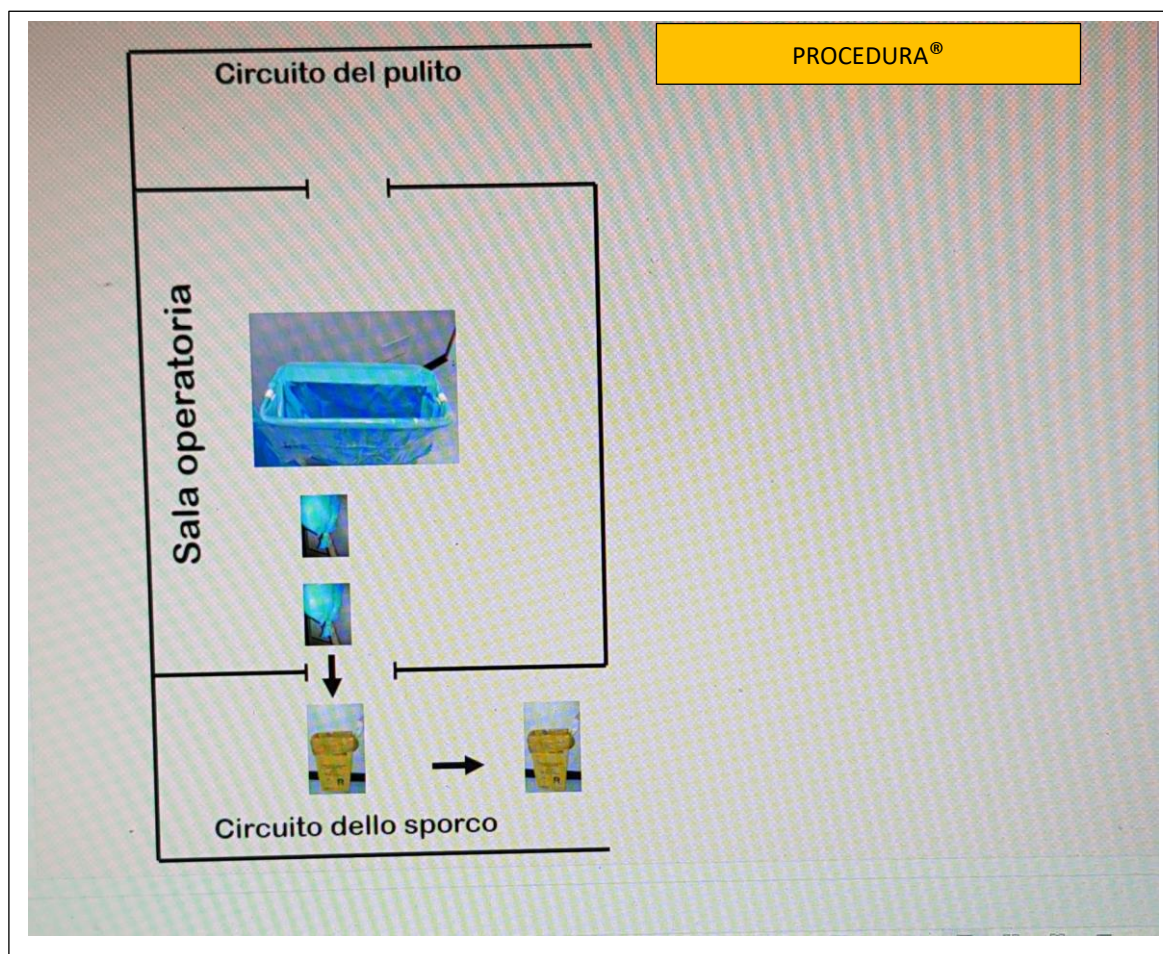 PROCEDURA®
Circuito del pulito
Sala operatoria
R
R
Circuito dello sporco